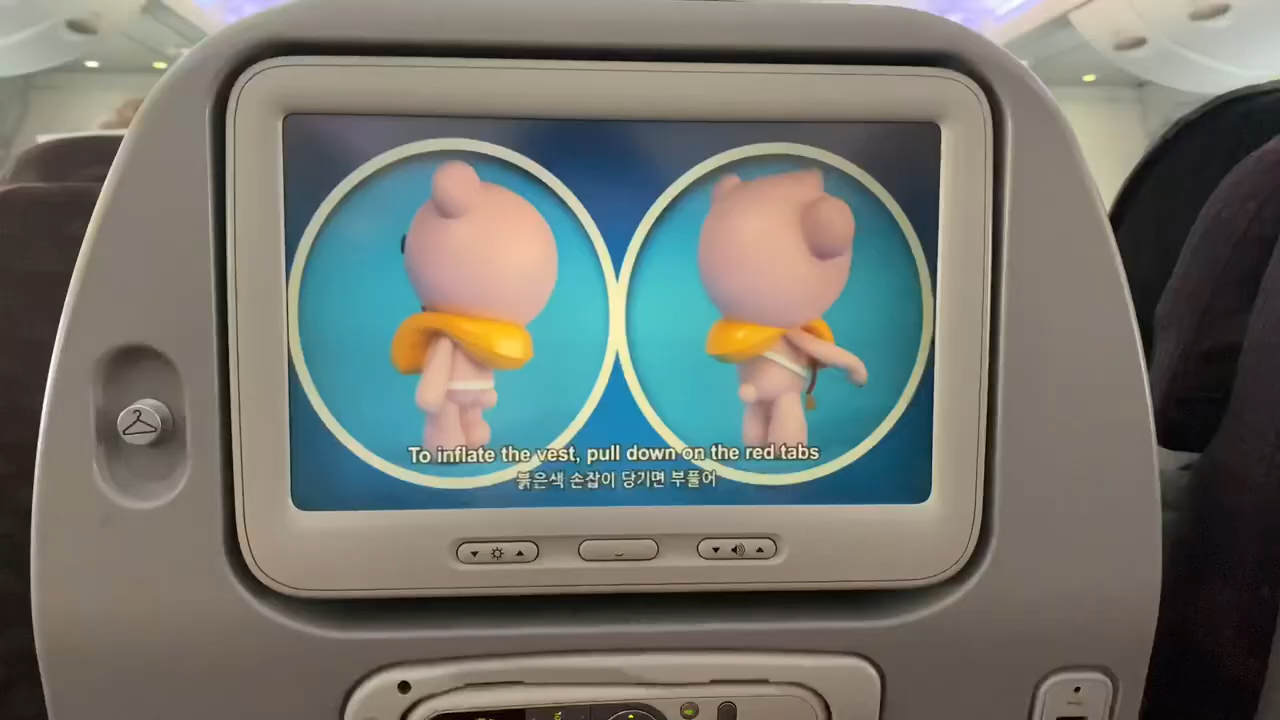 To inflate the vest, pull down on the red tabs
붉은색 손잡이 당기면 부풀어